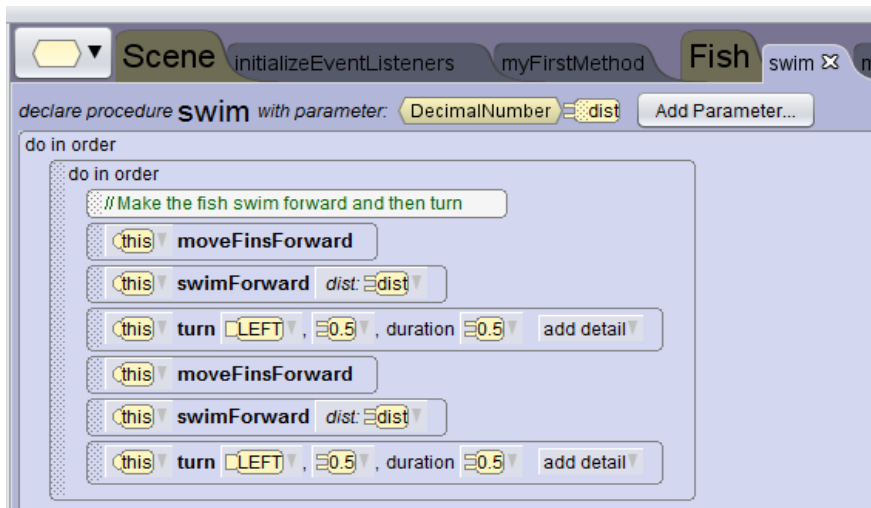 Scene initializeEventListeners myFirstMethod Fish swim
declare procedure swim with parameter: DecimalNumber dist Add Parameter...
do in order
do in order
// Make the fish swim forward and then turn
this moveFinsForward
this swimForward dist: dist
this turn LEFT , 0.5 , duration 0.5 add detail
this moveFinsForward
this swimForward dist: dist
this turn LEFT , 0.5 , duration 0.5 add detail